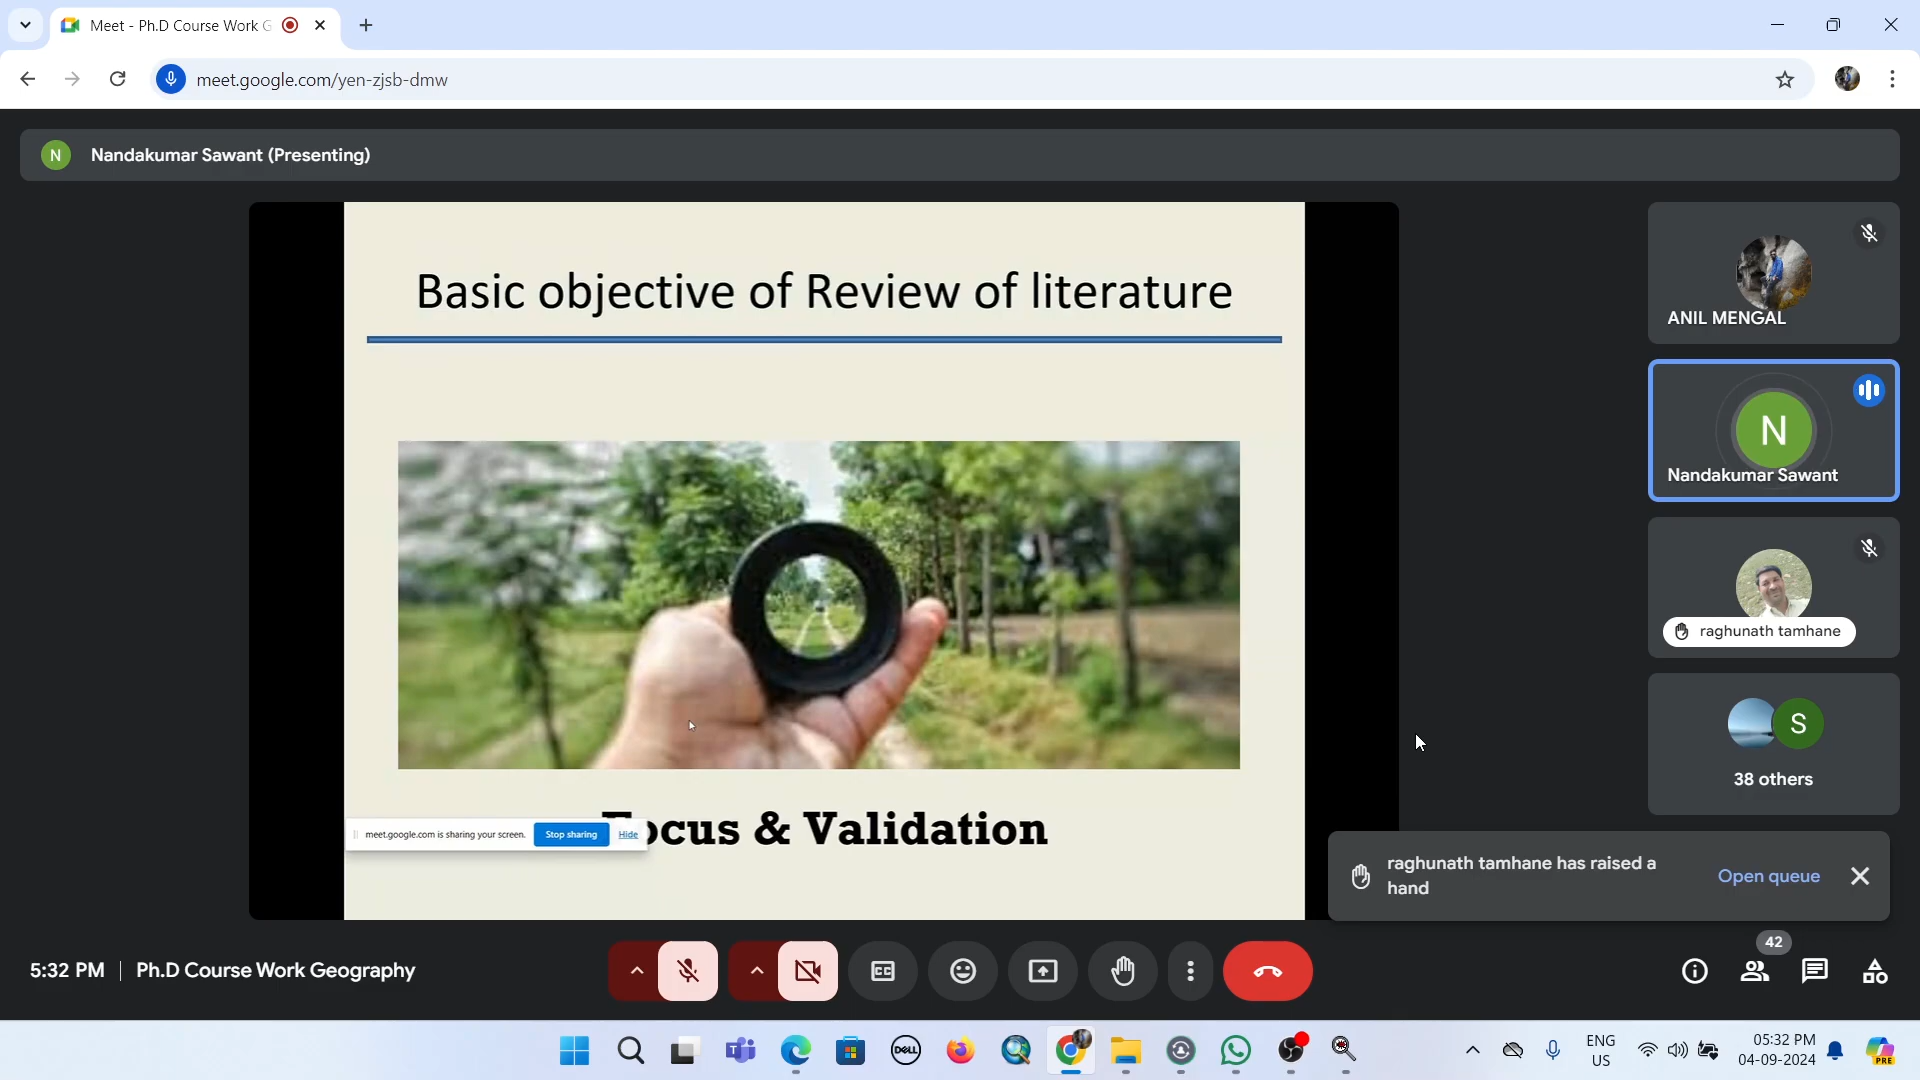 Meet - Ph.D Course Work G
meet.google.com/yen-zjsb-dmw
N
Nandakumar Sawant (Presenting)
Basic objective of Review of literature
Focus & Validation
meet.google.com is sharing your screen.
Stop sharing
Hide
ANIL MENGAL
N
Nandakumar Sawant
raghunath tamhane
S
38 others
raghunath tamhane has raised a
hand
Open queue
5:32 PM
Ph.D Course Work Geography
42
DELL
ENG
US
05:32 PM
04-09-2024
PRE